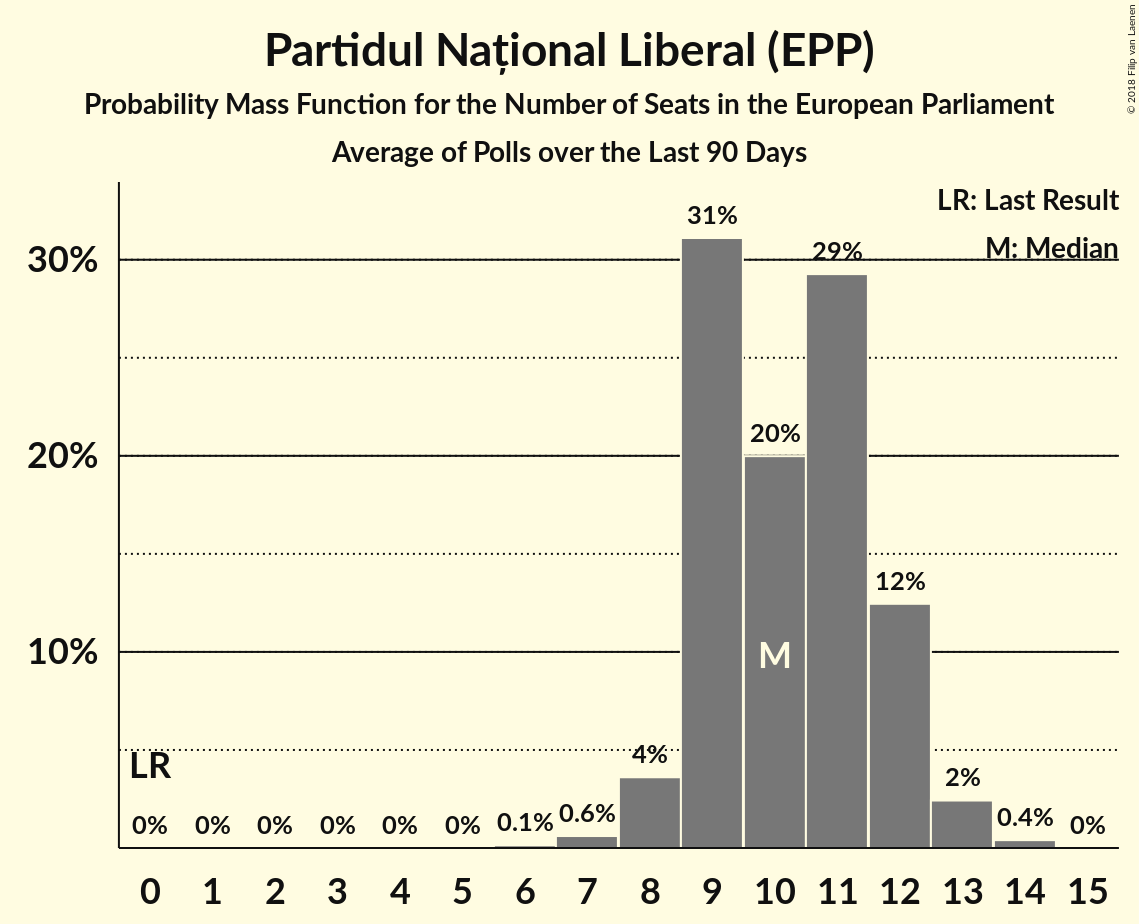 Partidul Național Liberal (EPP)
Probability Mass Function for the Number of Seats in the European Parliament
Average of Polls over the Last 90 Days
© 2018 Filip van Laenen
LR: Last Result
M: Median
30%
20%
10%
31%
29%
20%
12%
M
LR
4%
2%
0%
0%
0%
0%
0%
0%
0.1%
0.6%
0.4%
0%
0 1 2 3 4 5 6 7 8 9 10 11 12 13 14 15